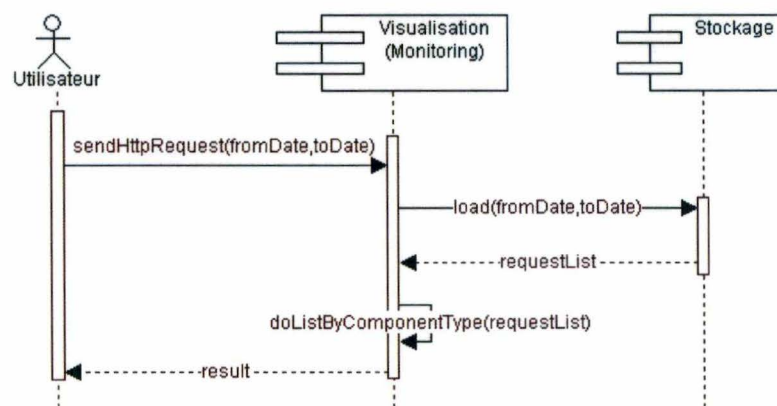 Utilisateur
Visualisation
(Monitoring)
Stockage
sendHttpRequest(fromDate,toDate)
load(fromDate,toDate)
requestList
doListByComponentType(requestList)
result